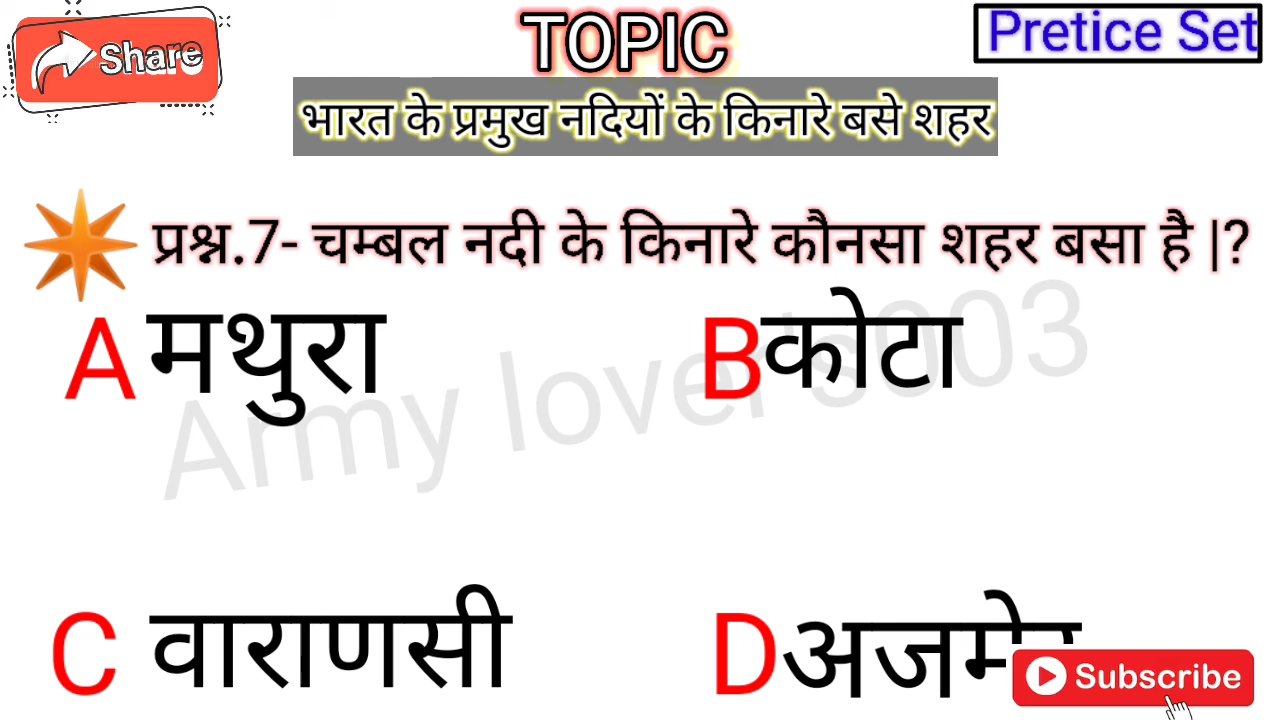 Share
TOPIC
Pretice Set
भारत के प्रमुख नदियों के किनारे बसे शहर
प्रश्न.7- चम्बल नदी के किनारे कौनसा शहर बसा है |?
A मथुरा
B कोटा
Army lover's003
C वाराणसी
D
Subscribe